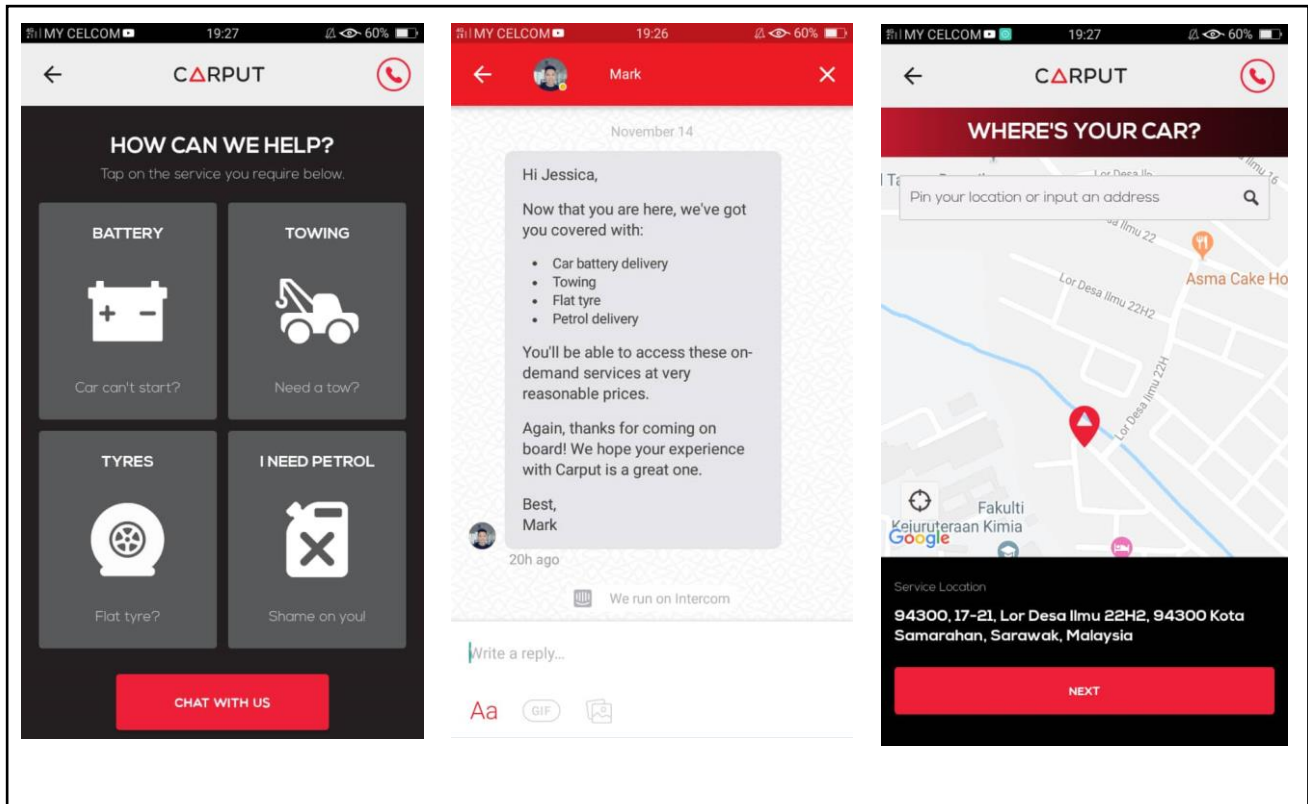 MY CELCOM 19:27 60%
CARPUT
HOW CAN WE HELP?
Tap on the service you require below.
BATTERY
Car can't start?
TOWING
Need a tow?
TYRES
Flat tyre?
I NEED PETROL
Shame on you!
CHAT WITH US
MY CELCOM 19:26 60%
Mark
November 14
Hi Jessica,
Now that you are here, we've got
you covered with:
• Car battery delivery
• Towing
• Flat tyre
• Petrol delivery
You'll be able to access these on-
demand services at very
reasonable prices.
Again, thanks for coming on
board! We hope your experience
with Carput is a great one.
Best,
Mark
20h ago
We run on Intercom
Write a reply...
Aa GIF
MY CELCOM 19:27 60%
CARPUT
WHERE'S YOUR CAR?
Pin your location or input an address
Ilmu 16
Ilmu 22
Asma Cake Ho
Lor Desa Ilmu 22H2
Lor Desa Ilmu 22H
Fakulti
Kejuruteraan Kimia
Google
Service Location
94300, 17-21, Lor Desa Ilmu 22H2, 94300 Kota
Samarahan, Sarawak, Malaysia
NEXT